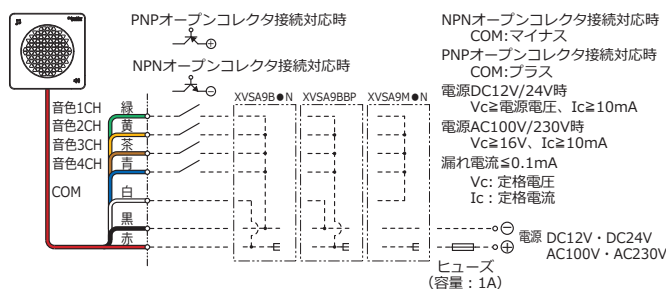 PNPオープンコレクタ接続対応時
NPNオープンコレクタ接続対応時
音色1CH
音色2CH
音色3CH
音色4CH
COM
緑
黄
茶
青
白
黒
赤
XVSA9B●N
XVSA9BBP
XVSA9M●N
NPNオープンコレクタ接続対応時
COM:マイナス
PNPオープンコレクタ接続対応時
COM:プラス
電源DC12V/24V時
Vc≧電源電圧、Ic≧10mA
電源AC100V/230V時
Vc≧16V、Ic≧10mA
漏れ電流≦0.1mA
Vc: 定格電圧
Ic : 定格電流
電源 DC12V・DC24V
AC100V・AC230V
ヒューズ
(容量：1A)